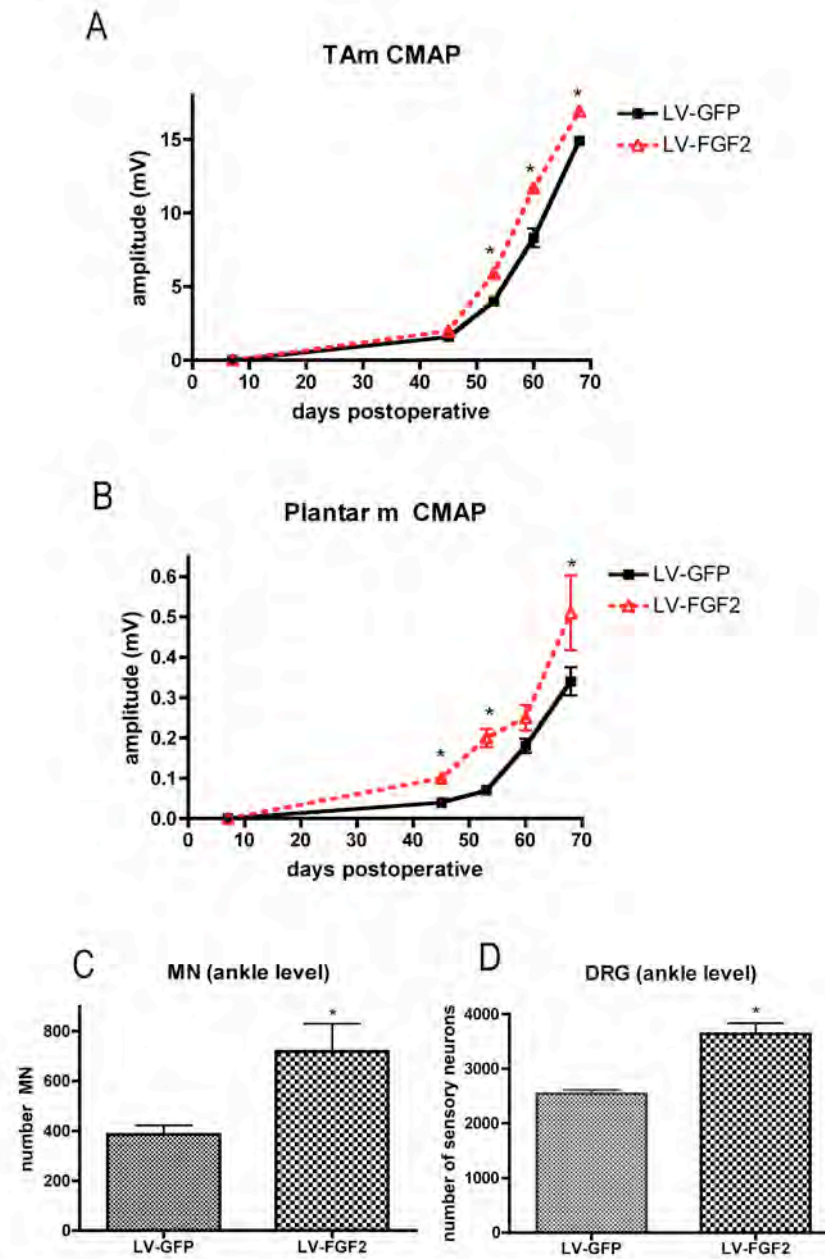 A
TAm CMAP
amplitude (mV)
15
10
5
0
0 10 20 30 40 50 60 70
days postoperative
* * *
LV-GFP
LV-FGF2
B
Plantar m CMAP
amplitude (mV)
0.6
0.5
0.4
0.3
0.2
0.1
0.0
0 10 20 30 40 50 60 70
days postoperative
* * *
LV-GFP
LV-FGF2
C
MN (ankle level)
number MN
800
600
400
200
0
*
LV-GFP LV-FGF2
D
DRG (ankle level)
number of sensory neurons
4000
3000
2000
1000
0
*
LV-GFP LV-FGF2